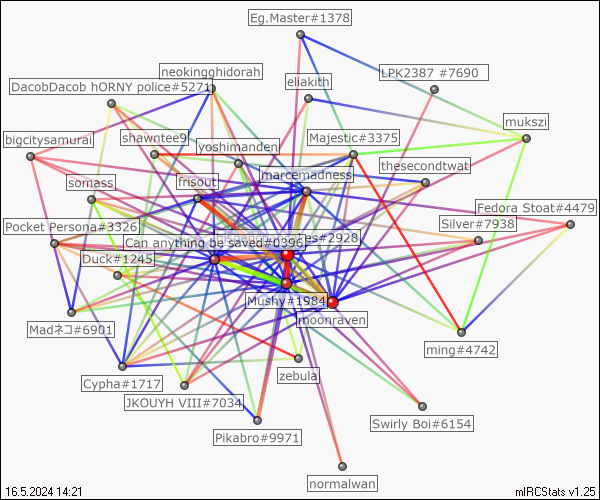 Eg.Master#1378
neokingghidorah
LPK2387 #7690
eliakith
DacobDacob hORNY police#5271
mukszi
bigcitysamurai
shawntee9
Majestic#3375
yoshimanden
thesecondtwat
marcemadness
somass
frisout
Fedora Stoat#4479
Pocket Persona#3326
Silver#7938
es#2928
Can anything be saved#0396
Duck#1245
Mushy#1984
moonraven
Madネコ#6901
ming#4742
zebulaj
Cypha#1717
JKOUYH VIII#7034
Swirly Boi#6154
Pikabro#9971
normalwan
16.5.2024 14:21
mIRCStats v1.25